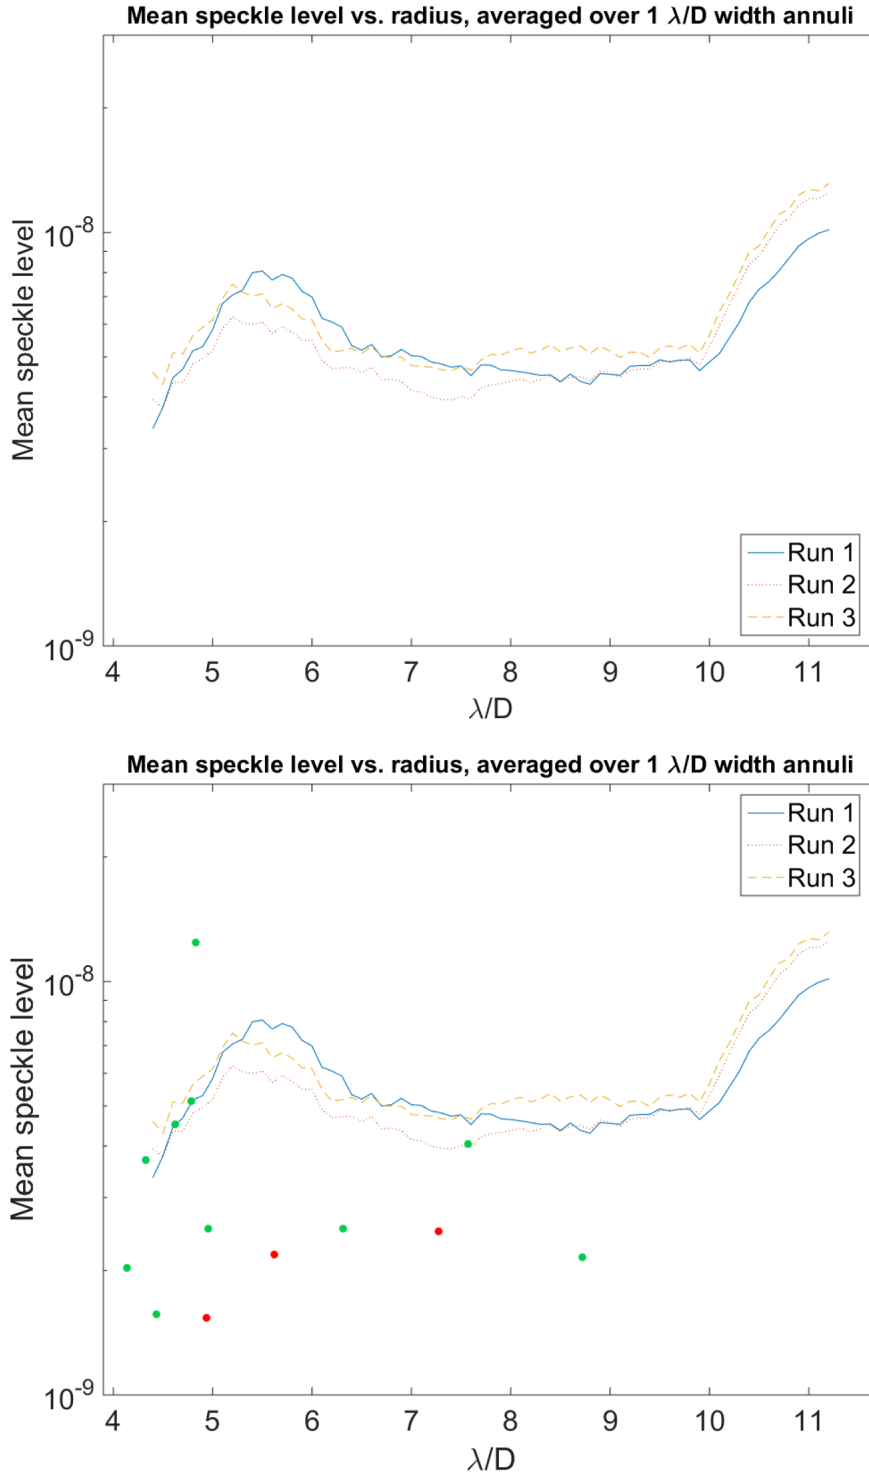 Mean speckle level vs. radius, averaged over 1 λ/D width annuli
Mean speckle level
10⁻⁸
10⁻⁹
Run 1
Run 2
Run 3
4 5 6 7 8 9 10 11
λ/D
Mean speckle level vs. radius, averaged over 1 λ/D width annuli
Run 1
Run 2
Run 3
Mean speckle level
10⁻⁸
10⁻⁹
4 5 6 7 8 9 10 11
λ/D